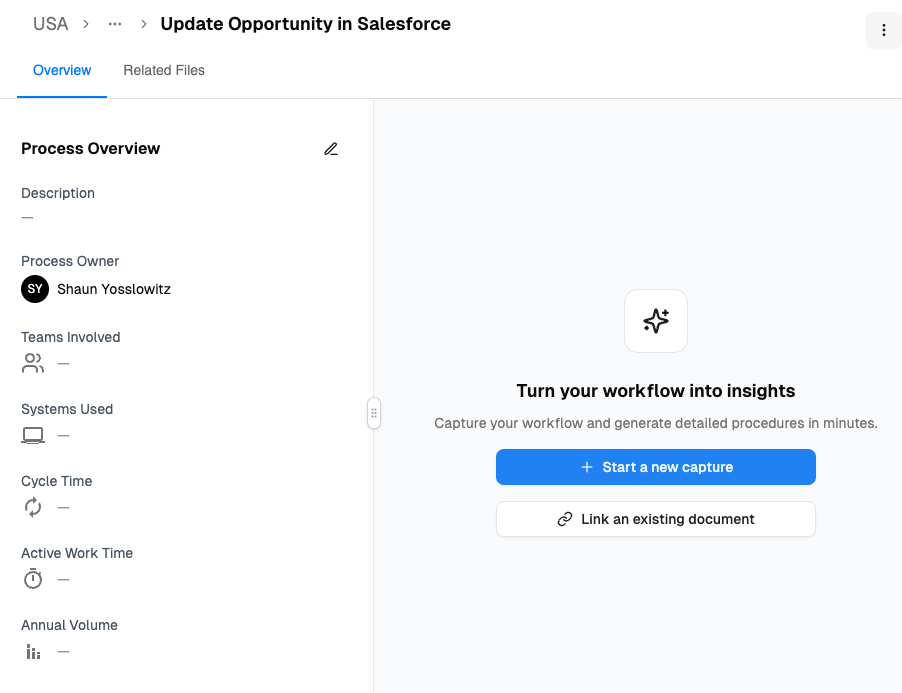 USA > ... > Update Opportunity in Salesforce
Overview Related Files
Process Overview
Description
—
Process Owner
SY Shaun Yosslowitz
Teams Involved
—
Systems Used
—
Cycle Time
—
Active Work Time
—
Annual Volume
—
Turn your workflow into insights
Capture your workflow and generate detailed procedures in minutes.
+ Start a new capture
Link an existing document